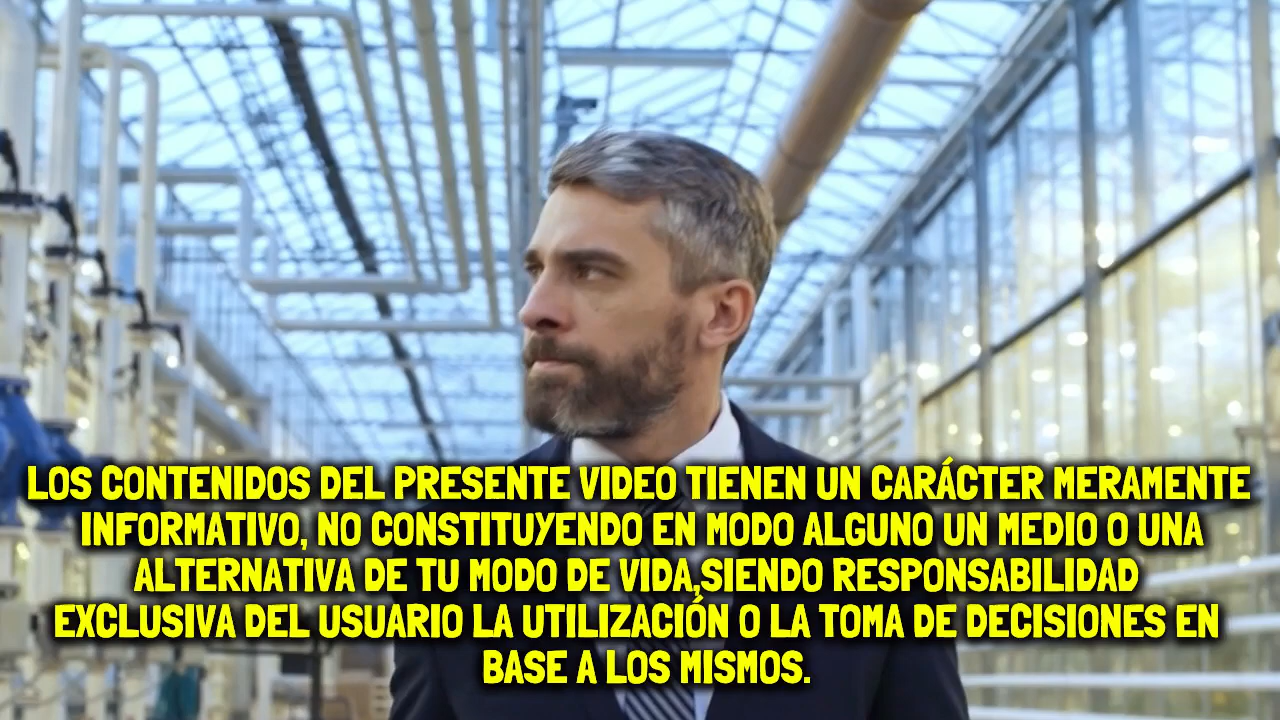 LOS CONTENIDOS DEL PRESENTE VIDEO TIENEN UN CARÁCTER MERAMENTE
INFORMATIVO, NO CONSTITUYENDO EN MODO ALGUNO UN MEDIO O UNA
ALTERNATIVA DE TU MODO DE VIDA,SIENDO RESPONSABILIDAD
EXCLUSIVA DEL USUARIO LA UTILIZACIÓN O LA TOMA DE DECISIONES EN
BASE A LOS MISMOS.